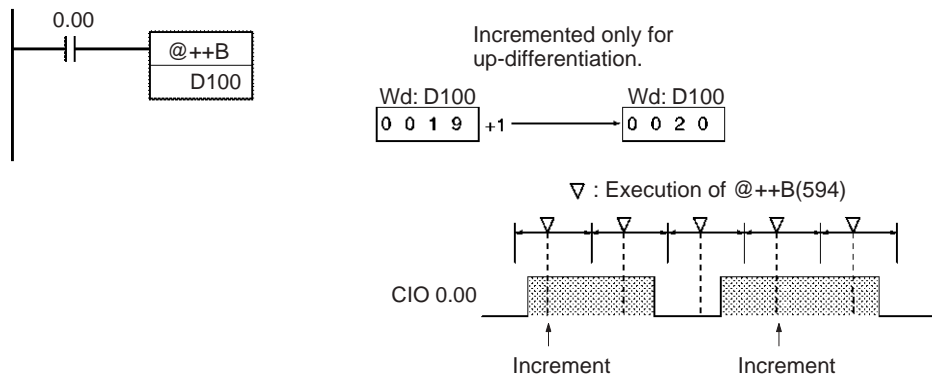 0.00
@++B
D100
Incremented only for
up-differentiation.
Wd: D100
Wd: D100
0 0 1 9 +1 0 0 2 0
: Execution of @++B(594)
CIO 0.00
Increment
Increment